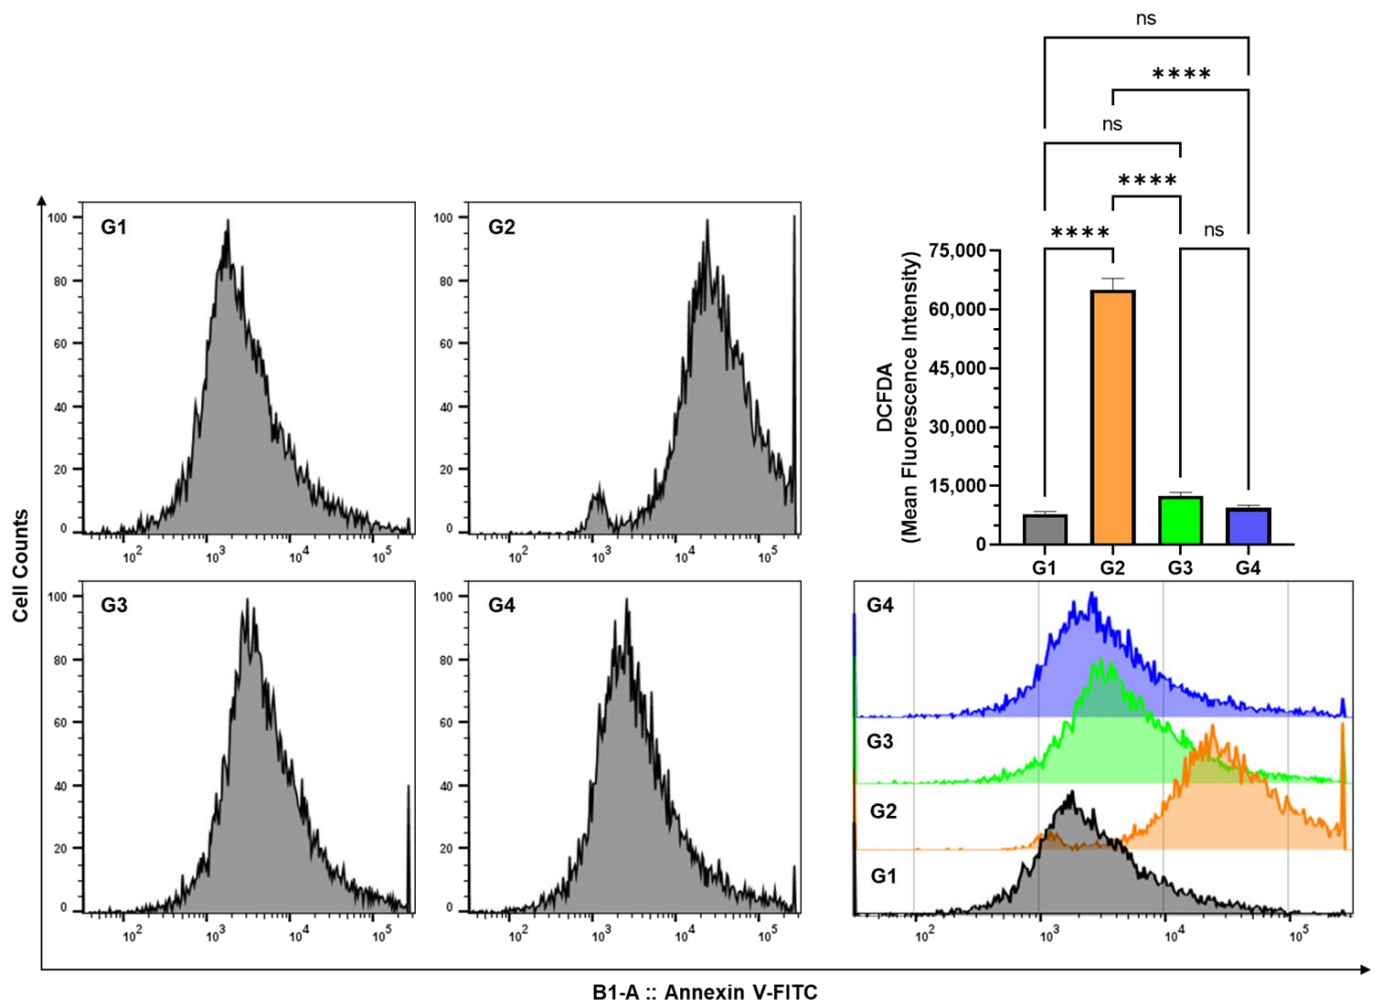 ns
****
ns
****
**** ns
G1
100
80
60
40
20
0
10² 10³ 10⁴ 10⁵
G2
100
80
60
40
20
0
10² 10³ 10⁴ 10⁵
DCFDA
(Mean Fluorescence Intensity)
75,000
60,000
45,000
30,000
15,000
0
G1 G2 G3 G4
Cell Counts
G3
100
80
60
40
20
0
10² 10³ 10⁴ 10⁵
G4
100
80
60
40
20
0
10² 10³ 10⁴ 10⁵
G4
G3
G2
G1
10² 10³ 10⁴ 10⁵
B1-A :: Annexin V-FITC